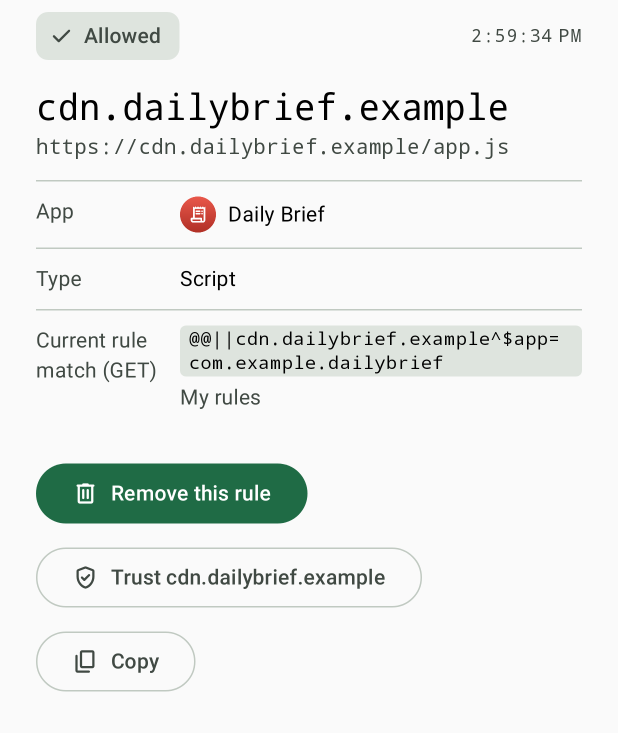 Allowed
2:59:34 PM
cdn.dailybrief.example
https://cdn.dailybrief.example/app.js
App
Daily Brief
Type
Script
Current rule
match (GET)
@@||cdn.dailybrief.example^$app=
com.example.dailybrief
My rules
Remove this rule
Trust cdn.dailybrief.example
Copy